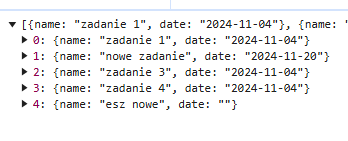 [{name: "zadanie 1", date: "2024-11-04"}, {name: "
0: {name: "zadanie 1", date: "2024-11-04"}
1: {name: "nowe zadanie", date: "2024-11-20"}
2: {name: "zadanie 3", date: "2024-11-04"}
3: {name: "zadanie 4", date: "2024-11-04"}
4: {name: "esz nowe", date: ""}